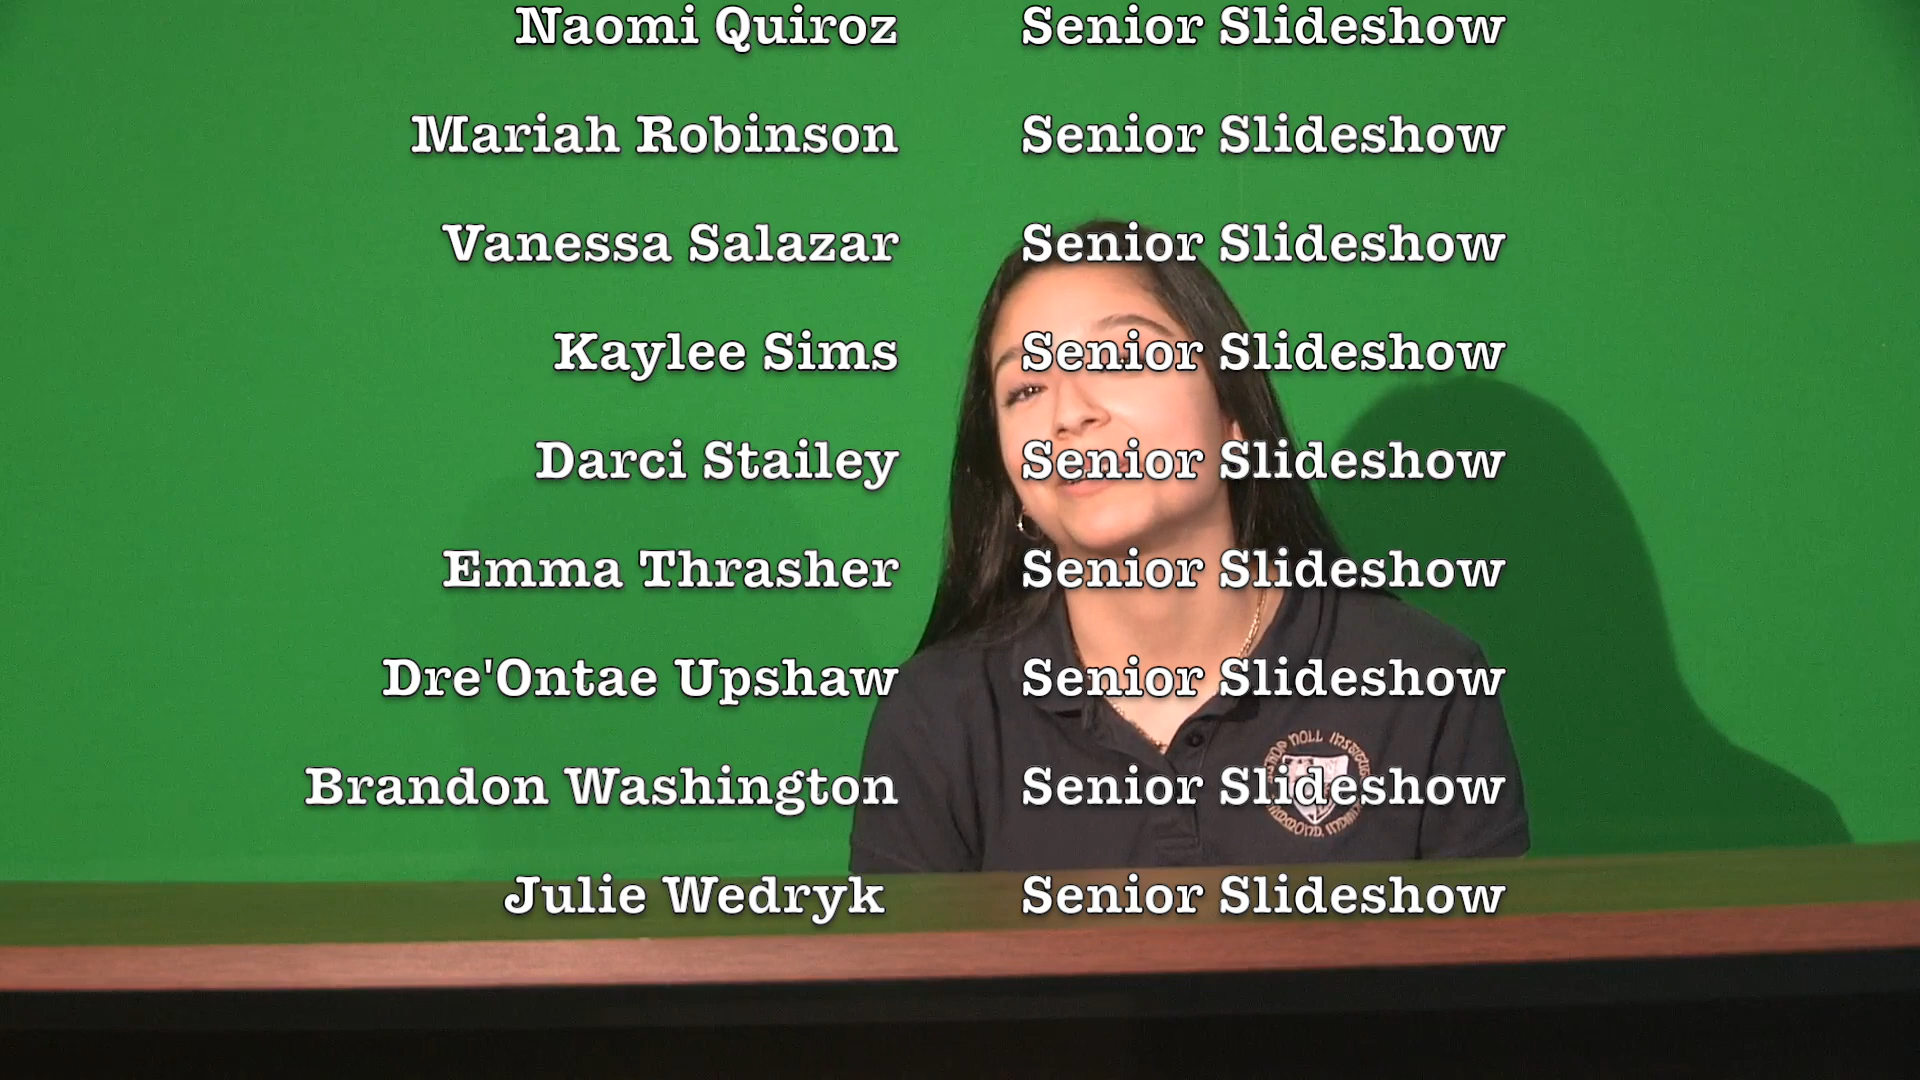 Naomi Quiroz Senior Slideshow
Mariah Robinson Senior Slideshow
Vanessa Salazar Senior Slideshow
Kaylee Sims Senior Slideshow
Darci Stailey Senior Slideshow
Emma Thrasher Senior Slideshow
Dre'Ontae Upshaw Senior Slideshow
Brandon Washington Senior Slideshow
Julie Wedryk Senior Slideshow
NOLL